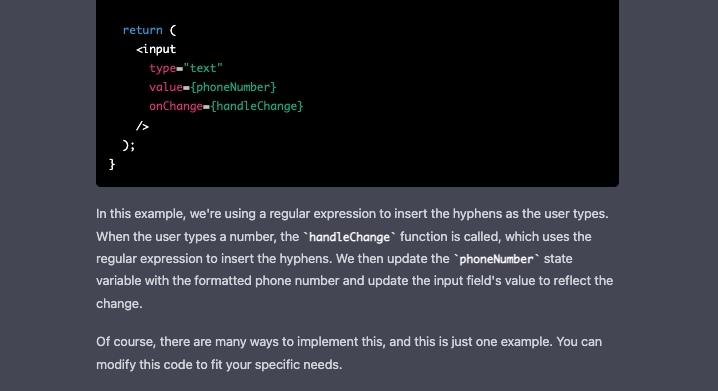 return (
<input
type="text"
value={phoneNumber}
onChange={handleChange}
/>
);
}
In this example, we're using a regular expression to insert the hyphens as the user types.
When the user types a number, the `handleChange` function is called, which uses the
regular expression to insert the hyphens. We then update the `phoneNumber` state
variable with the formatted phone number and update the input field's value to reflect the
change.
Of course, there are many ways to implement this, and this is just one example. You can
modify this code to fit your specific needs.